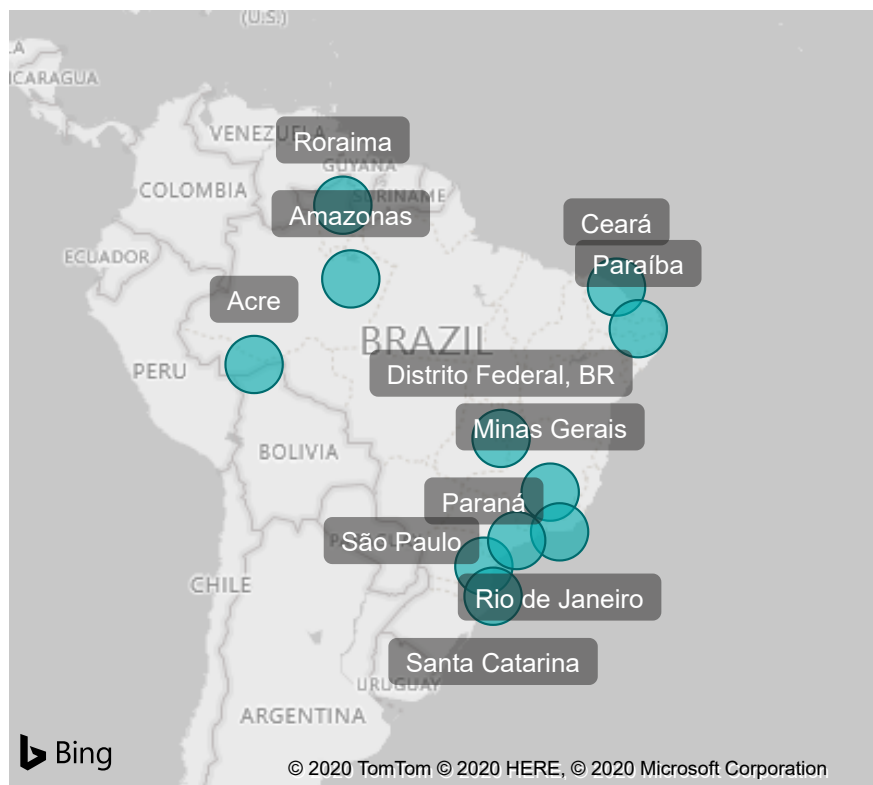 (U.S.)
NICARAGUA
VENEZUELA
Roraima
GUYANA
COLOMBIA
SURINAME
Amazonas
Ceará
ECUADOR
Paraíba
Acre
BRAZIL
PERU
Distrito Federal, BR
Minas Gerais
BOLIVIA
Paraná
São Paulo
CHILE
Rio de Janeiro
Santa Catarina
URUGUAY
ARGENTINA
Bing
© 2020 TomTom © 2020 HERE, © 2020 Microsoft Corporation